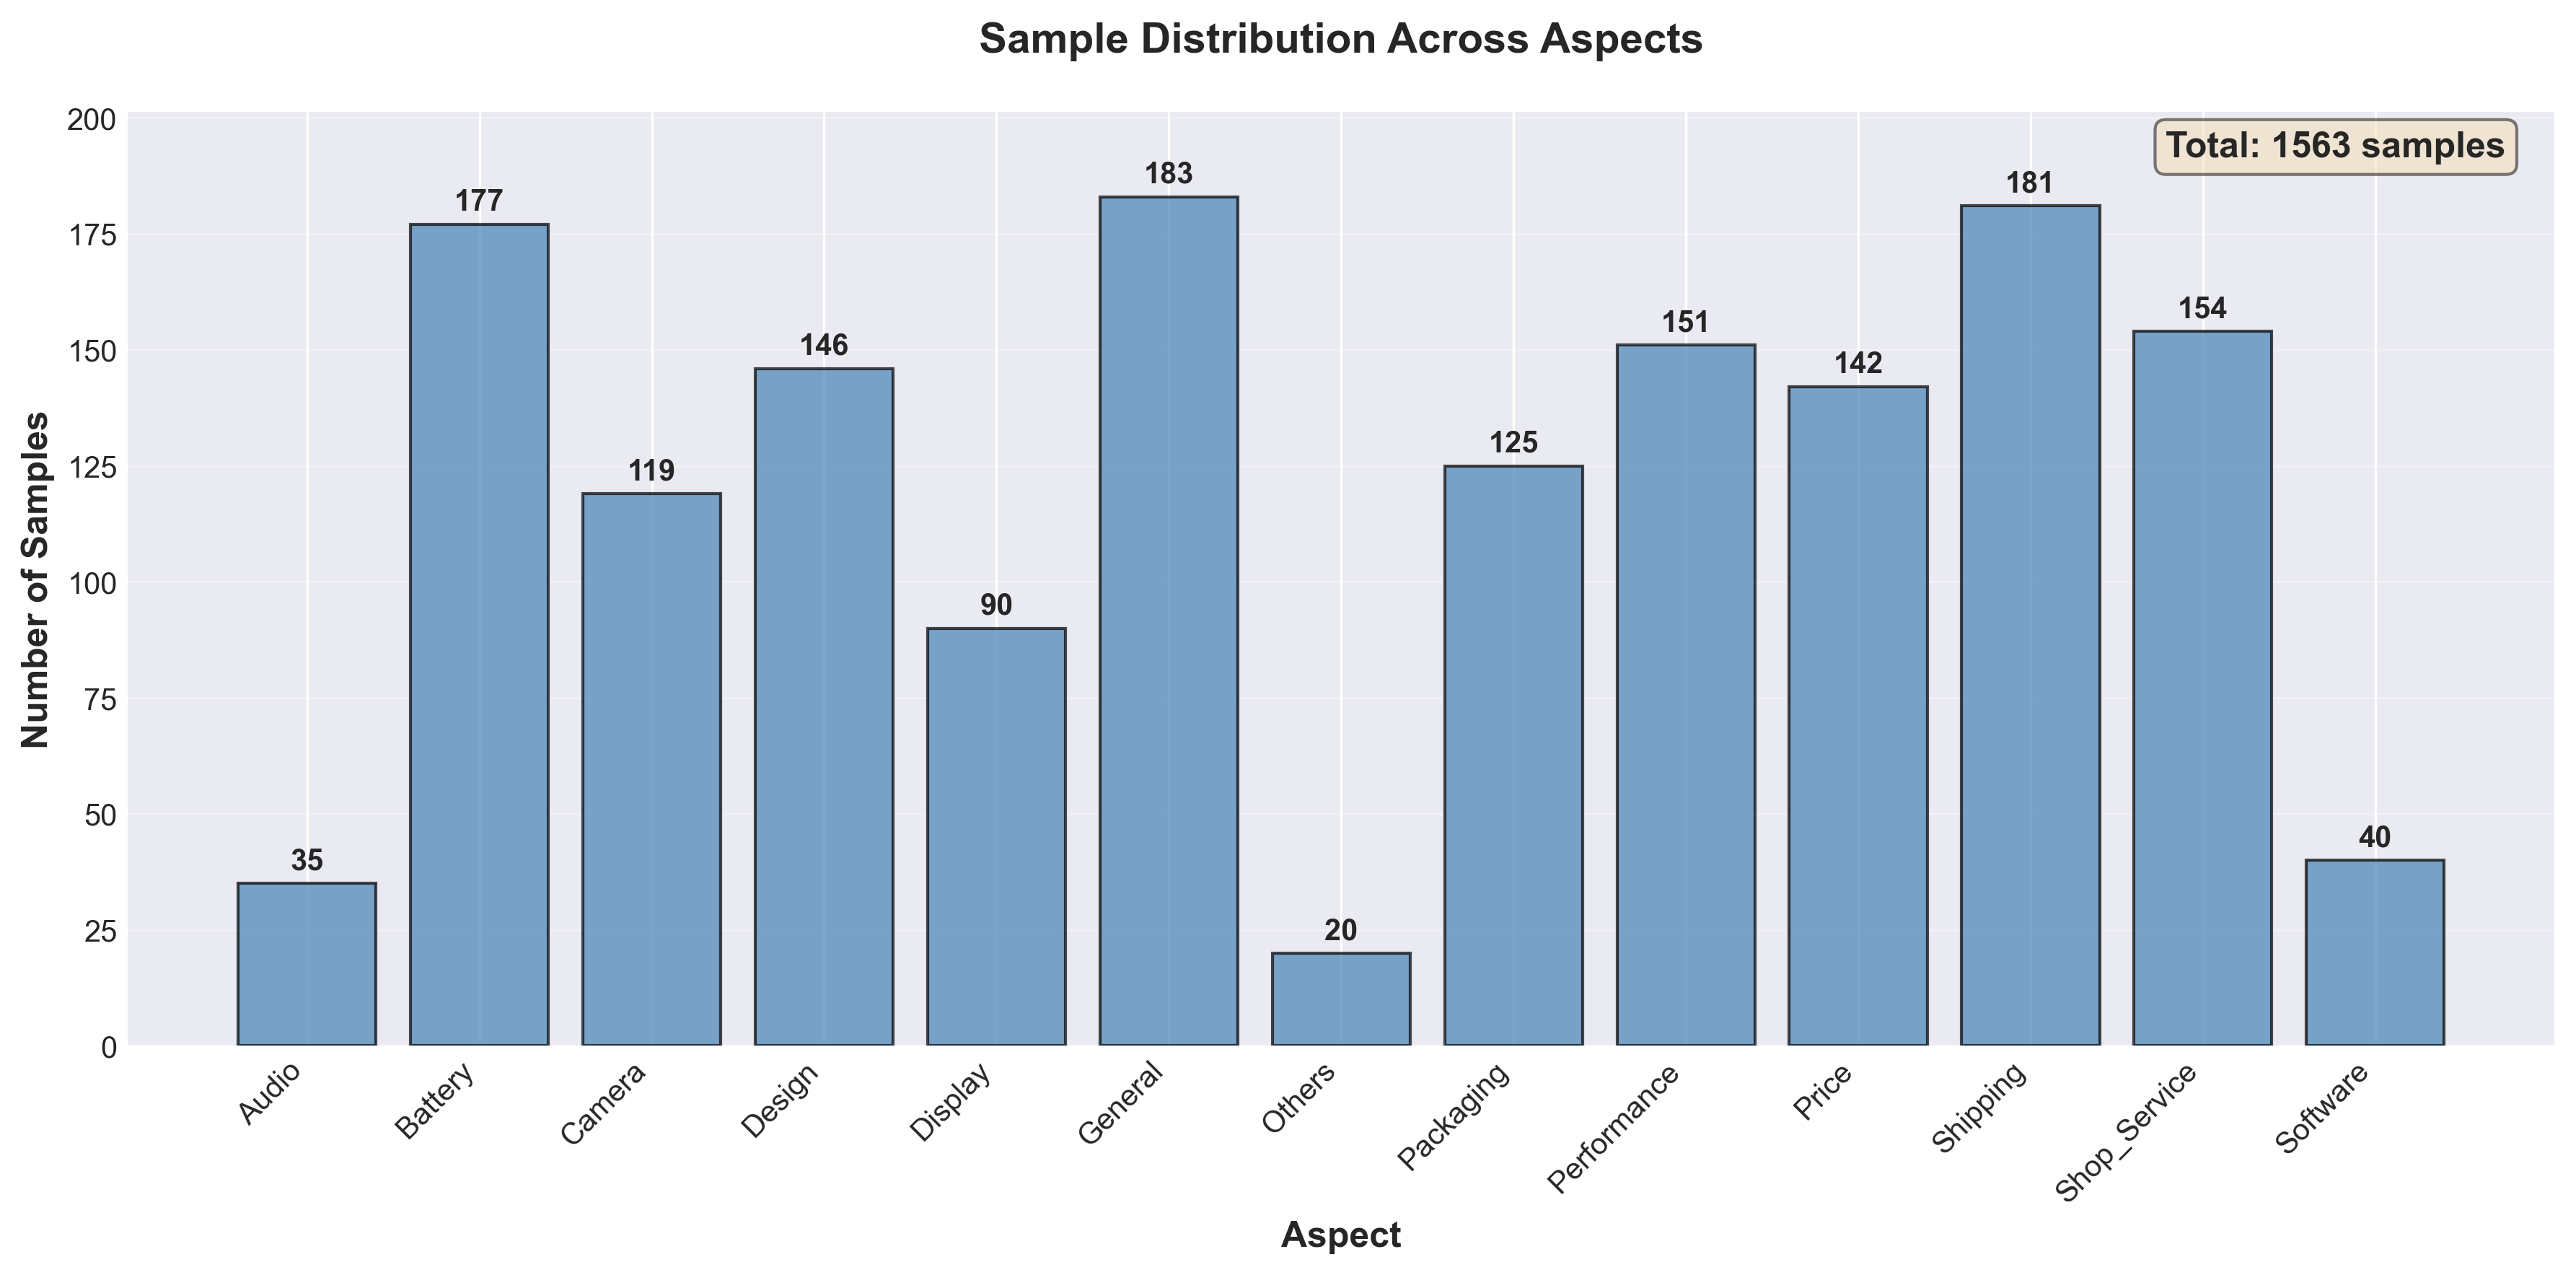 Sample Distribution Across Aspects
Total: 1563 samples
Number of Samples
200
175
150
125
100
75
50
25
0
35
177
119
146
90
183
20
125
151
142
181
154
40
Audio
Battery
Camera
Design
Display
General
Others
Packaging
Performance
Price
Shipping
Shop_Service
Software
Aspect